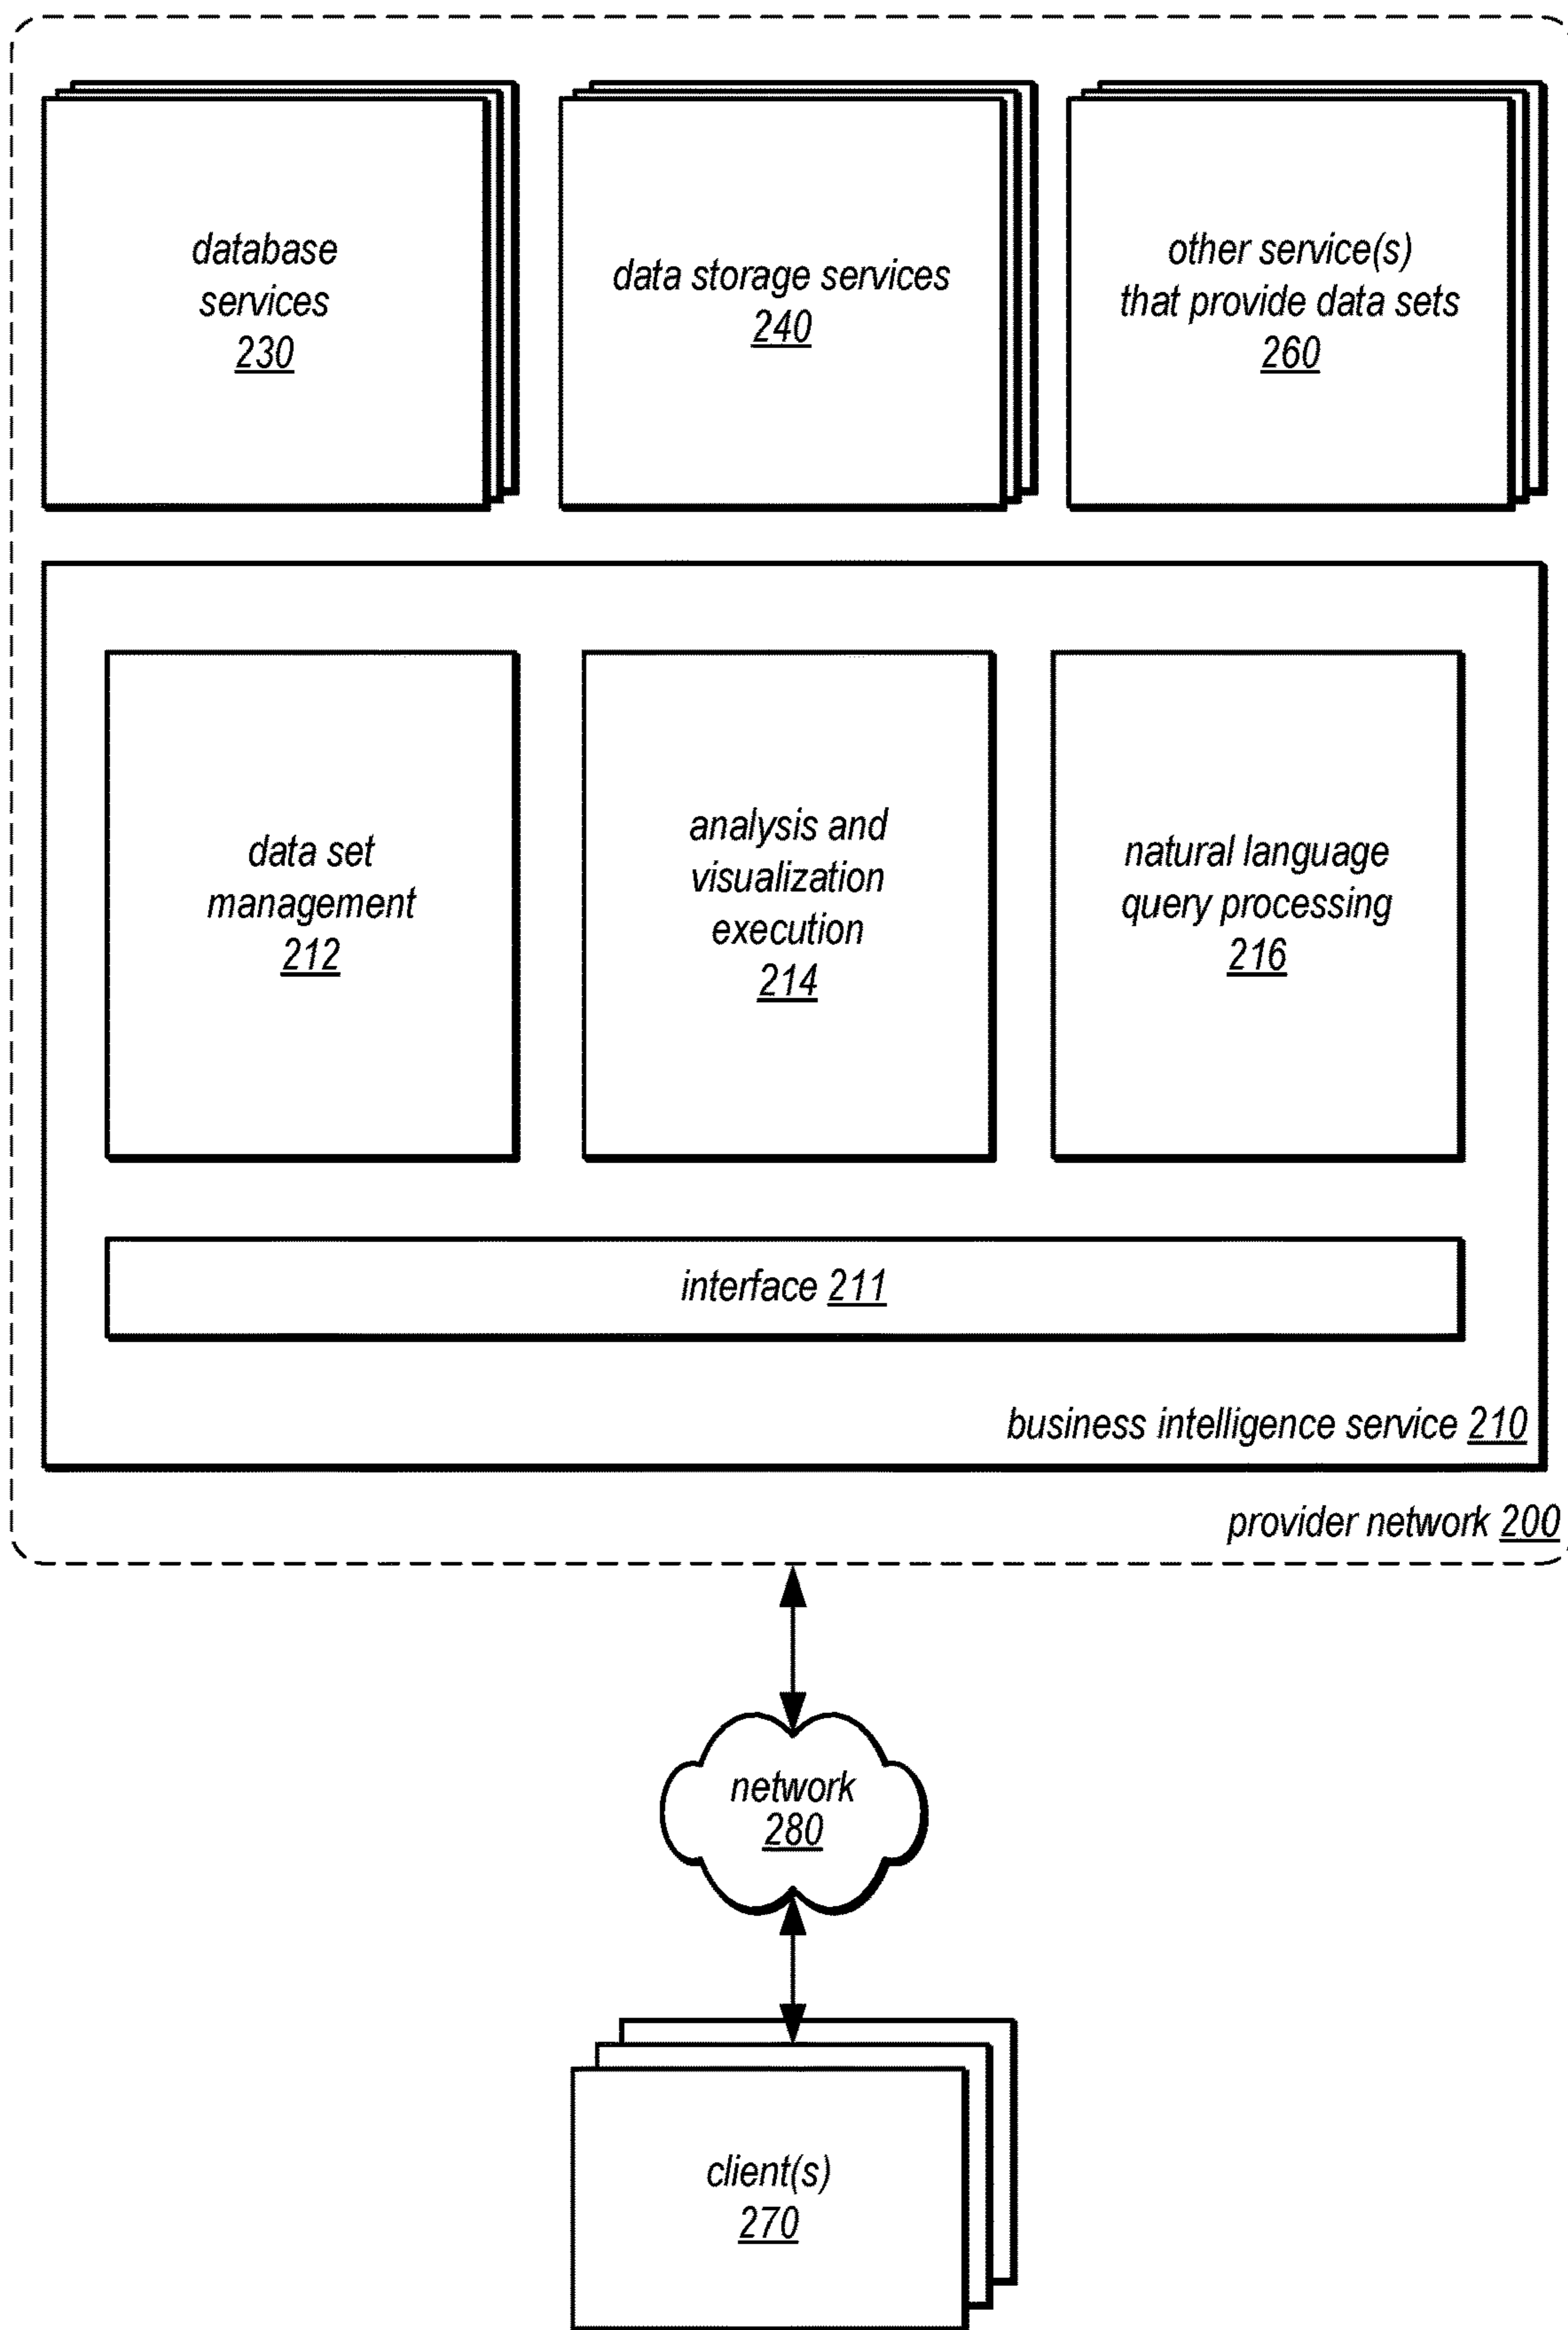 database
services
230
data storage services
240
other service(s)
that provide data sets
260
data set
management
212
analysis and
visualization
execution
214
natural language
query processing
216
interface 211
business intelligence service 210
provider network 200
network
280
client(s)
270